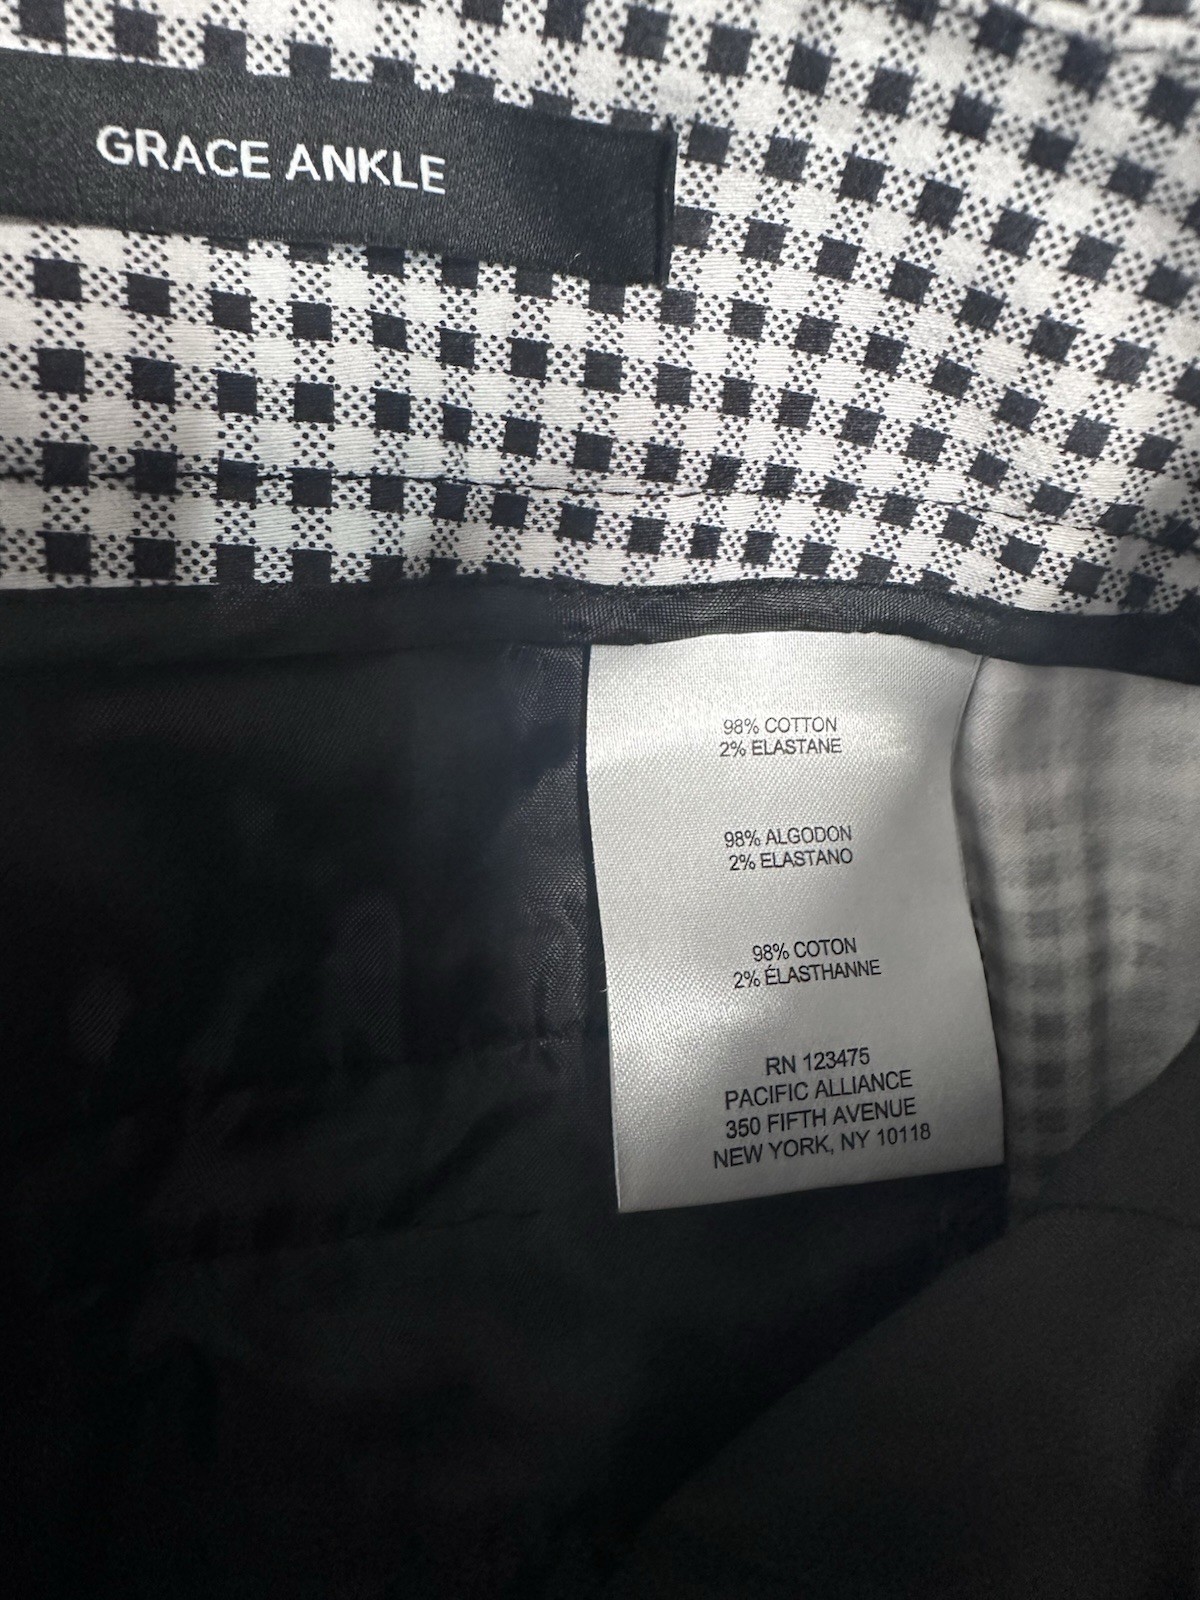 GRACE ANKLE
98% COTTON
2% ELASTANE
98% ALGODON
2% ELASTANO
98% COTON
2% ÉLASTHANNE
RN 123475
PACIFIC ALLIANCE
350 FIFTH AVENUE
NEW YORK, NY 10118